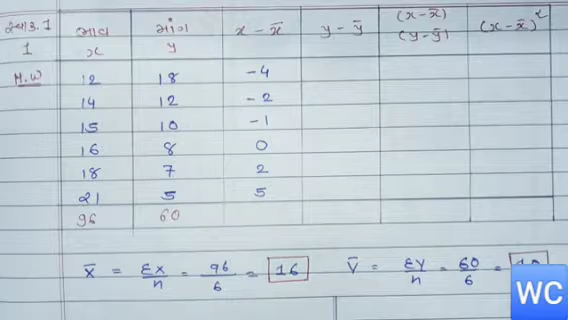 સ્વા૩.1 ભાવ માંગ x - x̄ y - ȳ (x-x̄) (y-ȳ) (x-x̄)²
1 x y
M.W 12 18 -4
14 12 -2
15 10 -1
16 8 0
18 7 2
21 5 5
96 60
x̄ = Σx/n = 96/6 = 16 ȳ = Σy/n = 60/6 =
WC